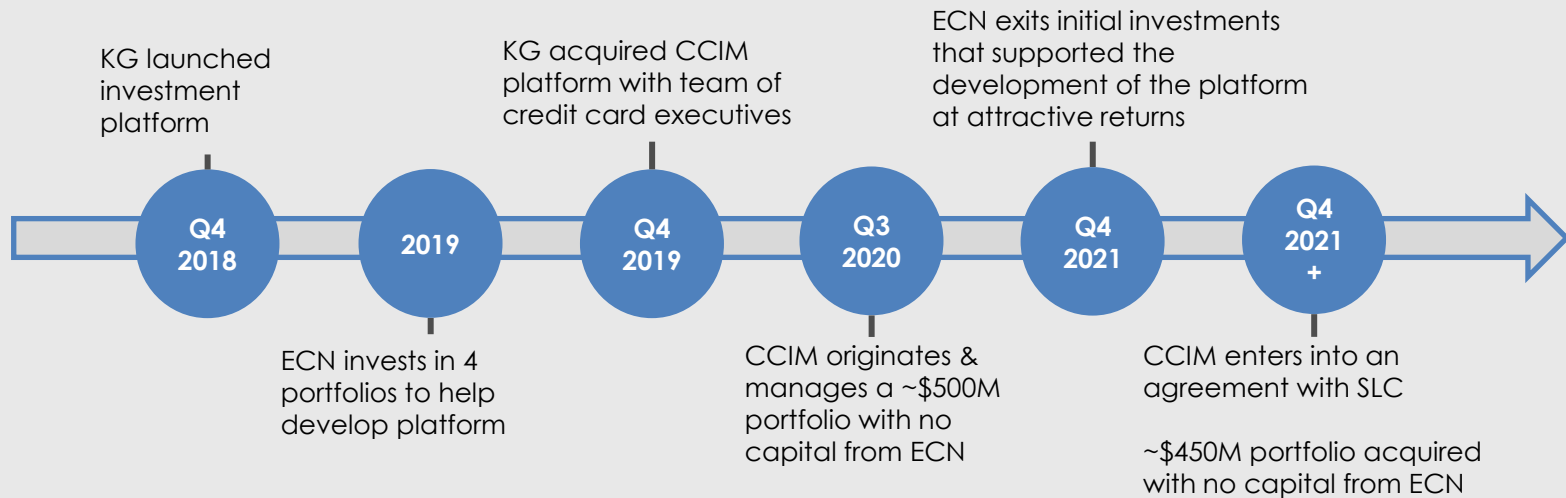 KG launched
investment
platform
Q4
2018
2019
ECN invests in 4
portfolios to help
develop platform
KG acquired CCIM
platform with team of
credit card executives
Q4
2019
Q3
2020
CCIM originates &
manages a ~$500M
portfolio with no
capital from ECN
ECN exits initial investments
that supported the
development of the platform
at attractive returns
Q4
2021
Q4
2021
+
CCIM enters into an
agreement with SLC
~$450M portfolio acquired
with no capital from ECN